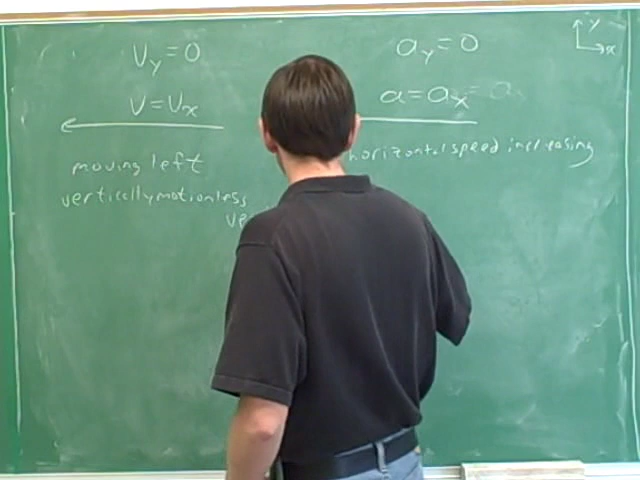 Vy = 0
V = Vx
moving left
vertically motionless
ay = 0
a = ax
horizontal speed increasing
y
x